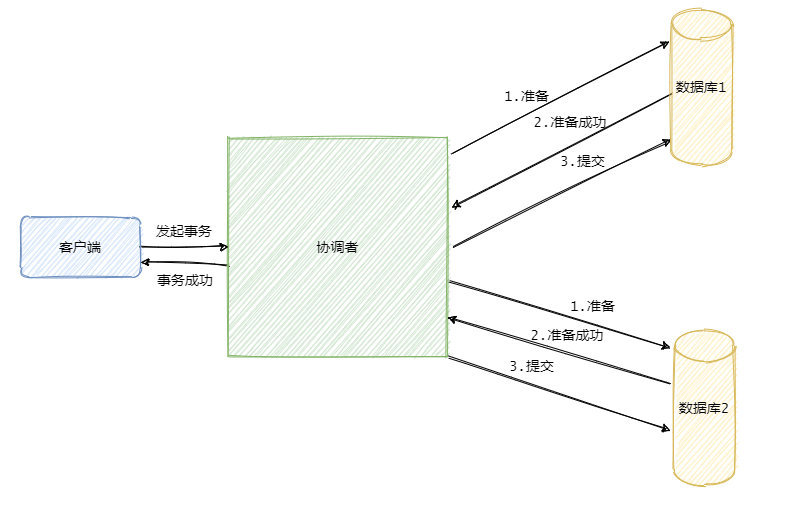 1.准备
数据库1
2.准备成功
3.提交
发起事务
客户端
协调者
事务成功
1.准备
2.准备成功
3.提交
数据库2